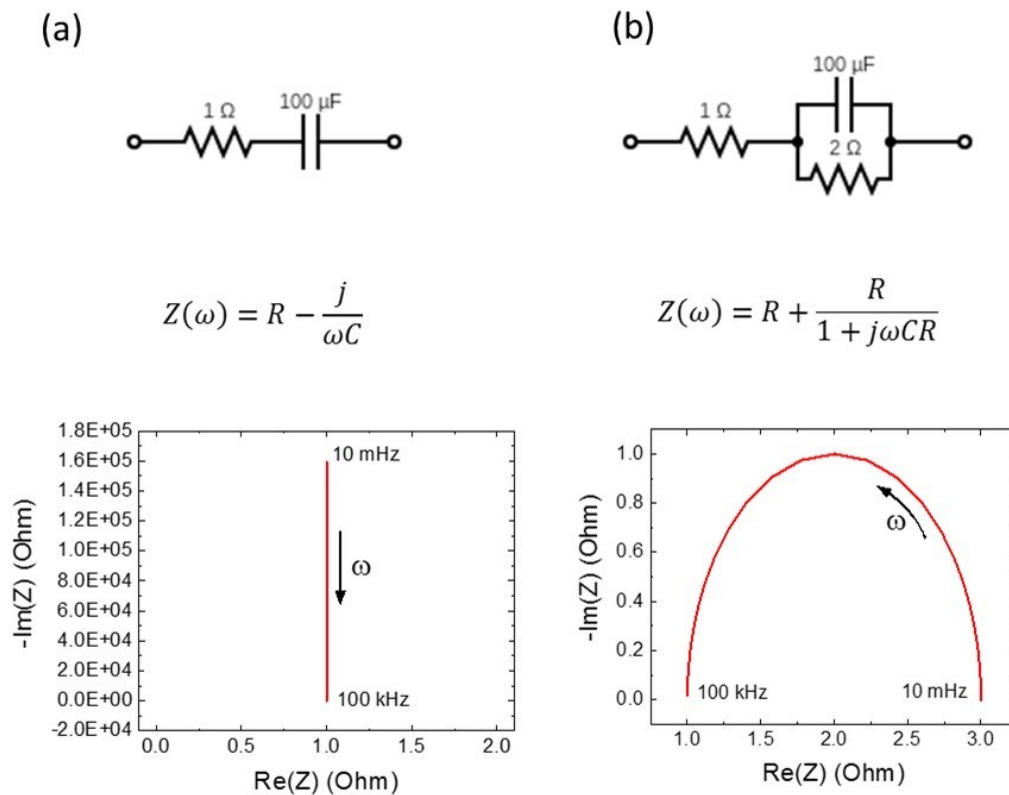 (a)
1 Ω
100 µF
Z(ω) = R − j/ωC
1.8E+05
1.6E+05
1.4E+05
1.2E+05
1.0E+05
8.0E+04
6.0E+04
4.0E+04
2.0E+04
0.0E+00
-2.0E+04
-Im(Z) (Ohm)
10 mHz
ω
100 kHz
0.0 0.5 1.0 1.5 2.0
Re(Z) (Ohm)
(b)
100 µF
1 Ω
2 Ω
Z(ω) = R + R/1 + jωCR
1.0
0.8
0.6
0.4
0.2
0.0
-Im(Z) (Ohm)
ω
100 kHz 10 mHz
1.0 1.5 2.0 2.5 3.0
Re(Z) (Ohm)